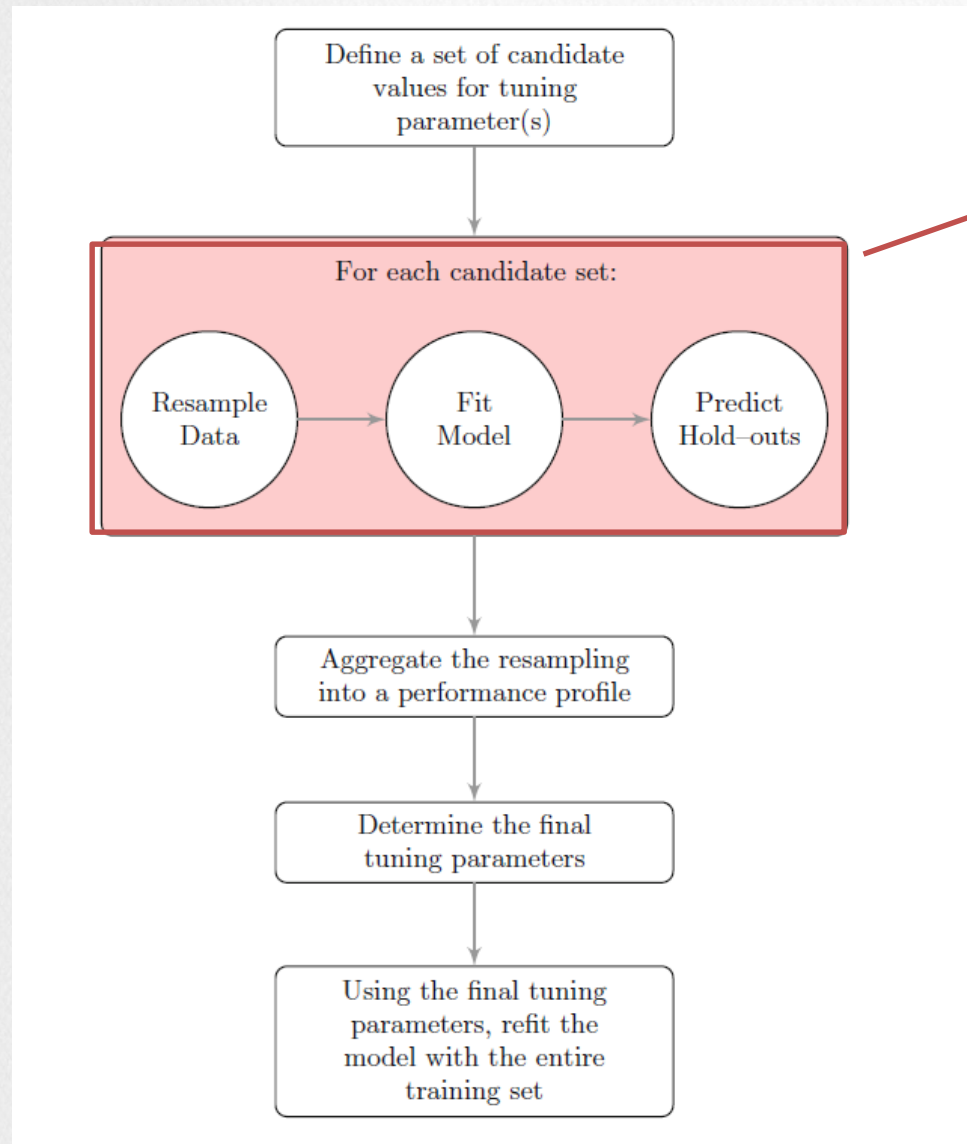 Define a set of candidate
values for tuning
parameter(s)
For each candidate set:
Resample
Data
Fit
Model
Predict
Hold–outs
Aggregate the resampling
into a performance profile
Determine the final
tuning parameters
Using the final tuning
parameters, refit the
model with the entire
training set